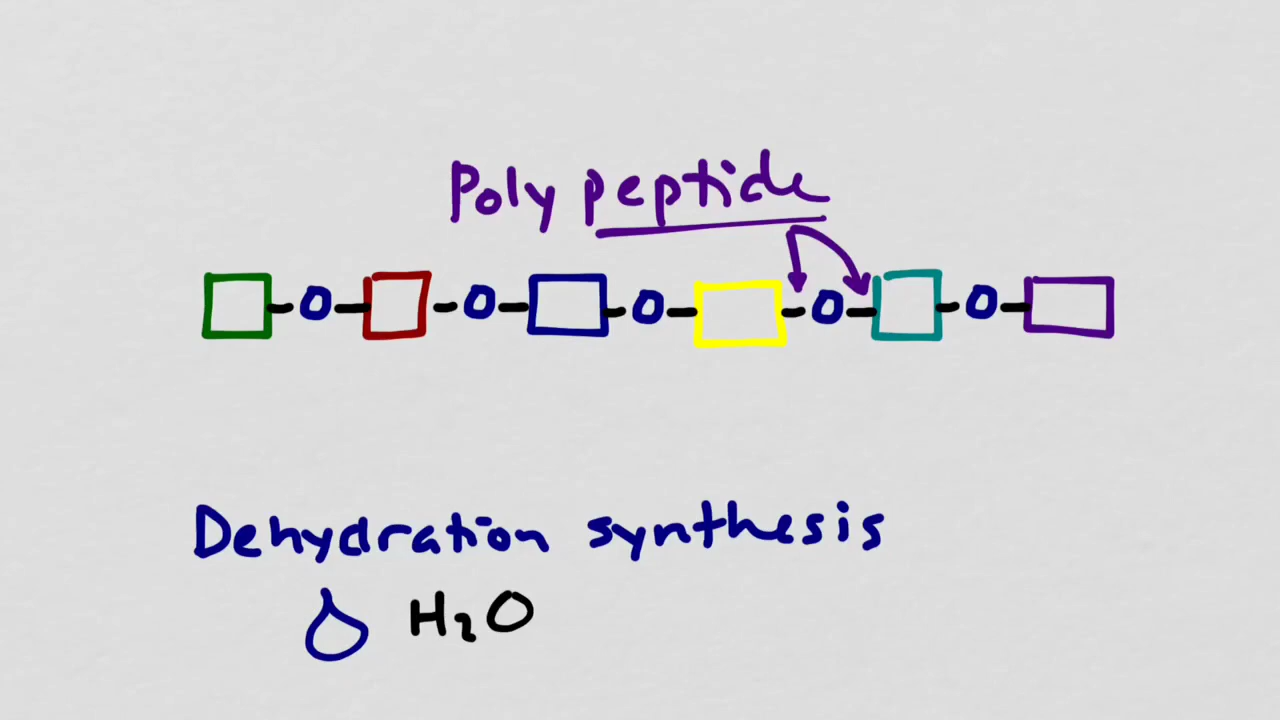 Poly peptide
O O O O O
Dehydration synthesis
H₂O